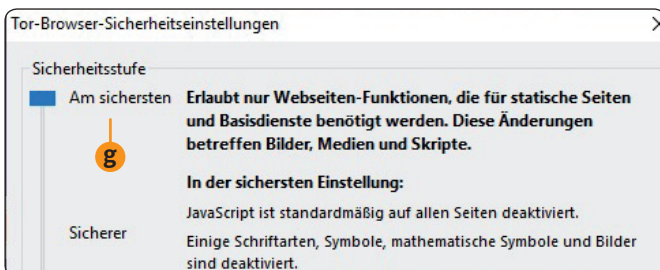 Tor-Browser-Sicherheitseinstellungen
Sicherheitsstufe
Am sichersten Erlaubt nur Webseiten-Funktionen, die für statische Seiten
und Basisdienste benötigt werden. Diese Änderungen
betreffen Bilder, Medien und Skripte.
g
In der sichersten Einstellung:
JavaScript ist standardmäßig auf allen Seiten deaktiviert.
Sicherer
Einige Schriftarten, Symbole, mathematische Symbole und Bilder
sind deaktiviert.